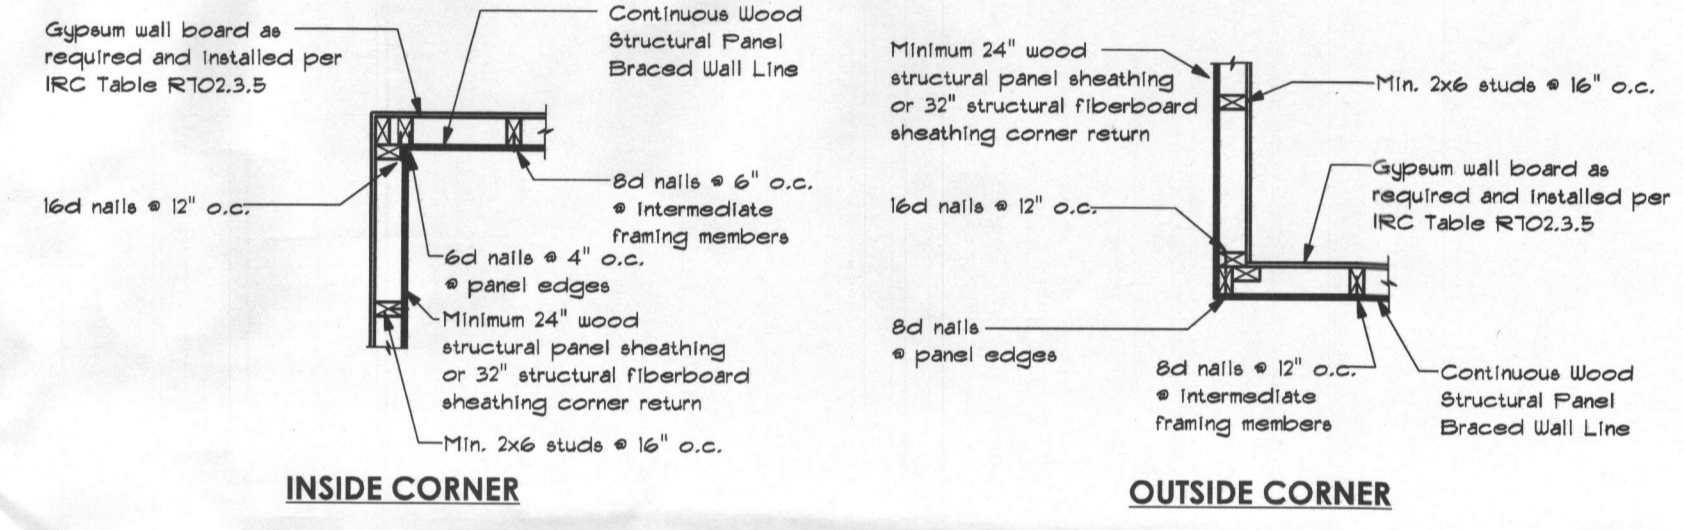 Gypsum wall board as
required and installed per
IRC Table R702.3.5
Continuous Wood
Structural Panel
Braced Wall Line
16d nails @ 12" o.c.
8d nails @ 6" o.c.
@ intermediate
framing members
6d nails @ 4" o.c.
@ panel edges
Minimum 24" wood
structural panel sheathing
or 32" structural fiberboard
sheathing corner return
Min. 2x6 studs @ 16" o.c.
INSIDE CORNER
Minimum 24" wood
structural panel sheathing
or 32" structural fiberboard
sheathing corner return
Min. 2x6 studs @ 16" o.c.
Gypsum wall board as
required and installed per
IRC Table R702.3.5
16d nails @ 12" o.c.
8d nails
@ panel edges
8d nails @ 12" o.c.
@ intermediate
framing members
Continuous Wood
Structural Panel
Braced Wall Line
OUTSIDE CORNER